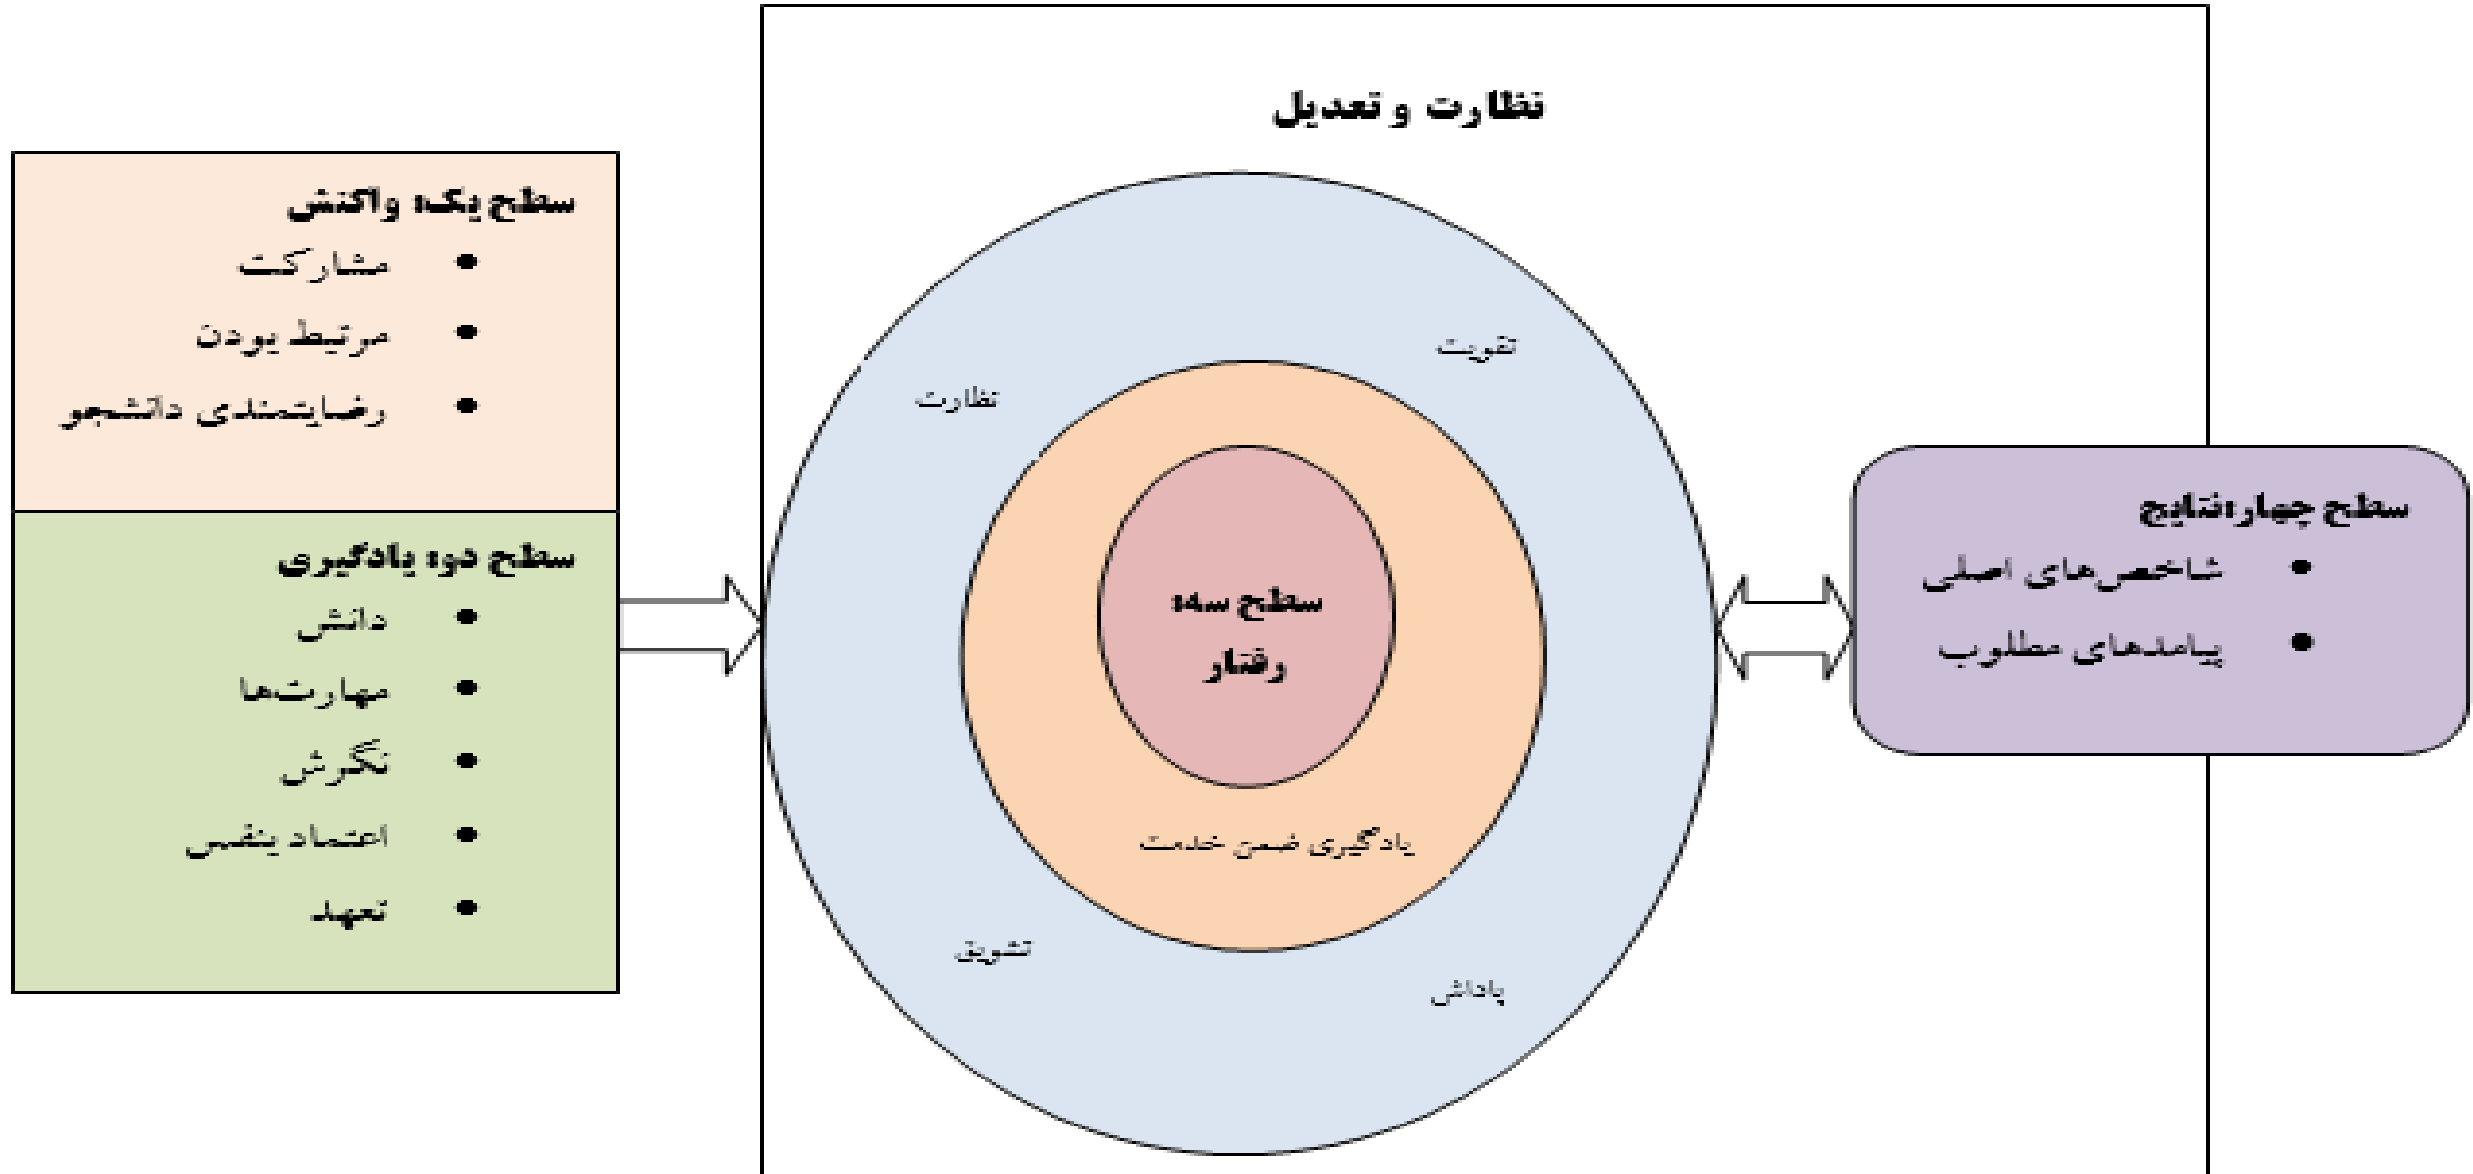 نظارت و تعدیل
سطح یک: واکنش
• مشارکت
• مرتبط بودن
• رضایتمندی دانشجو
سطح دو: یادگیری
• دانش
• مهارت‌ها
• نگرش
• اعتماد بنفس
• تعهد
تقویت
نظارت
سطح سه:
رفتار
یادگیری ضمن خدمت
تشویق
پاداش
سطح چهار:نتایج
• شاخص‌های اصلی
• پیامدهای مطلوب